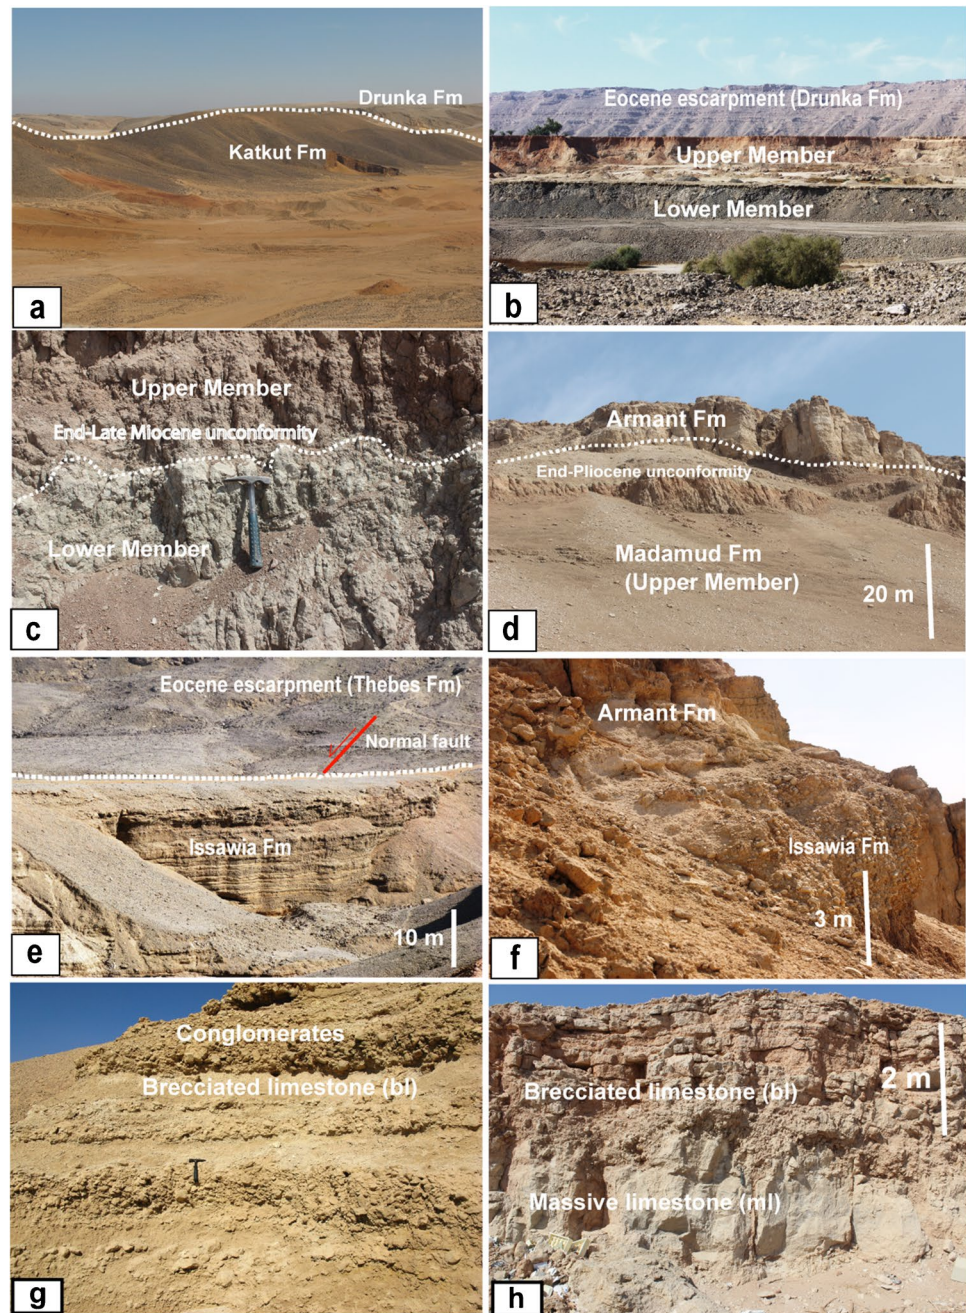 Drunka Fm
Katkut Fm
a
Eocene escarpment (Drunka Fm)
Upper Member
Lower Member
b
Upper Member
End-Late Miocene unconformity
Lower Member
c
Armant Fm
End-Pliocene unconformity
Madamud Fm
(Upper Member)
20 m
d
Eocene escarpment (Thebes Fm)
Normal fault
Issawia Fm
10 m
e
Armant Fm
Issawia Fm
3 m
f
Conglomerates
Brecciated limestone (bl)
g
2 m
Brecciated limestone (bl)
Massive limestone (ml)
h